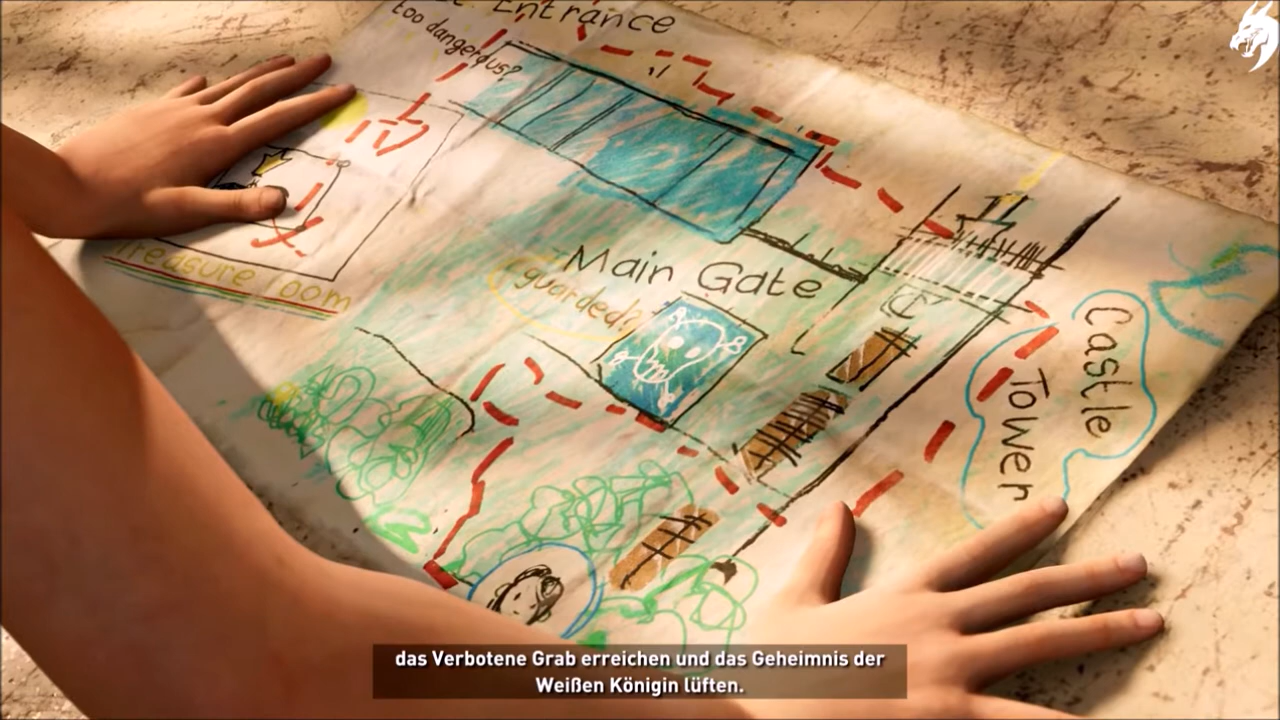 Entrance
too dangerous?
Treasure room
Main Gate
(guarded!?)
Castle
Tower
das Verbotene Grab erreichen und das Geheimnis der
Weißen Königin lüften.